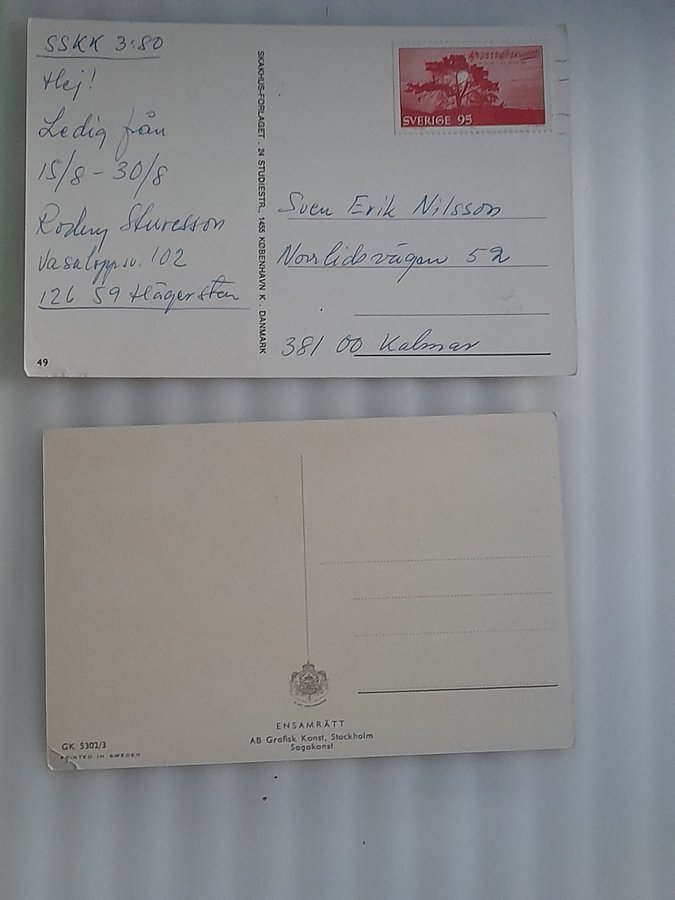 SSKK 3:80
Hej!
Ledig från
15/8 - 30/8
Rodny Sturesson
Vasaloppsv. 102
126 59 Hägersten
49
SKAKHUS-FORLAGET . 24 STUDIESTR., 1455 KØBENHAVN K . DANMARK
SVERIGE 95
Sven Erik Nilsson
Norrlidsvägen 52
381 00 Kalmar
ENSAMRÄTT
AB Grafisk Konst, Stockholm
Sagokonst
GK 5302/3
PRINTED IN SWEDEN